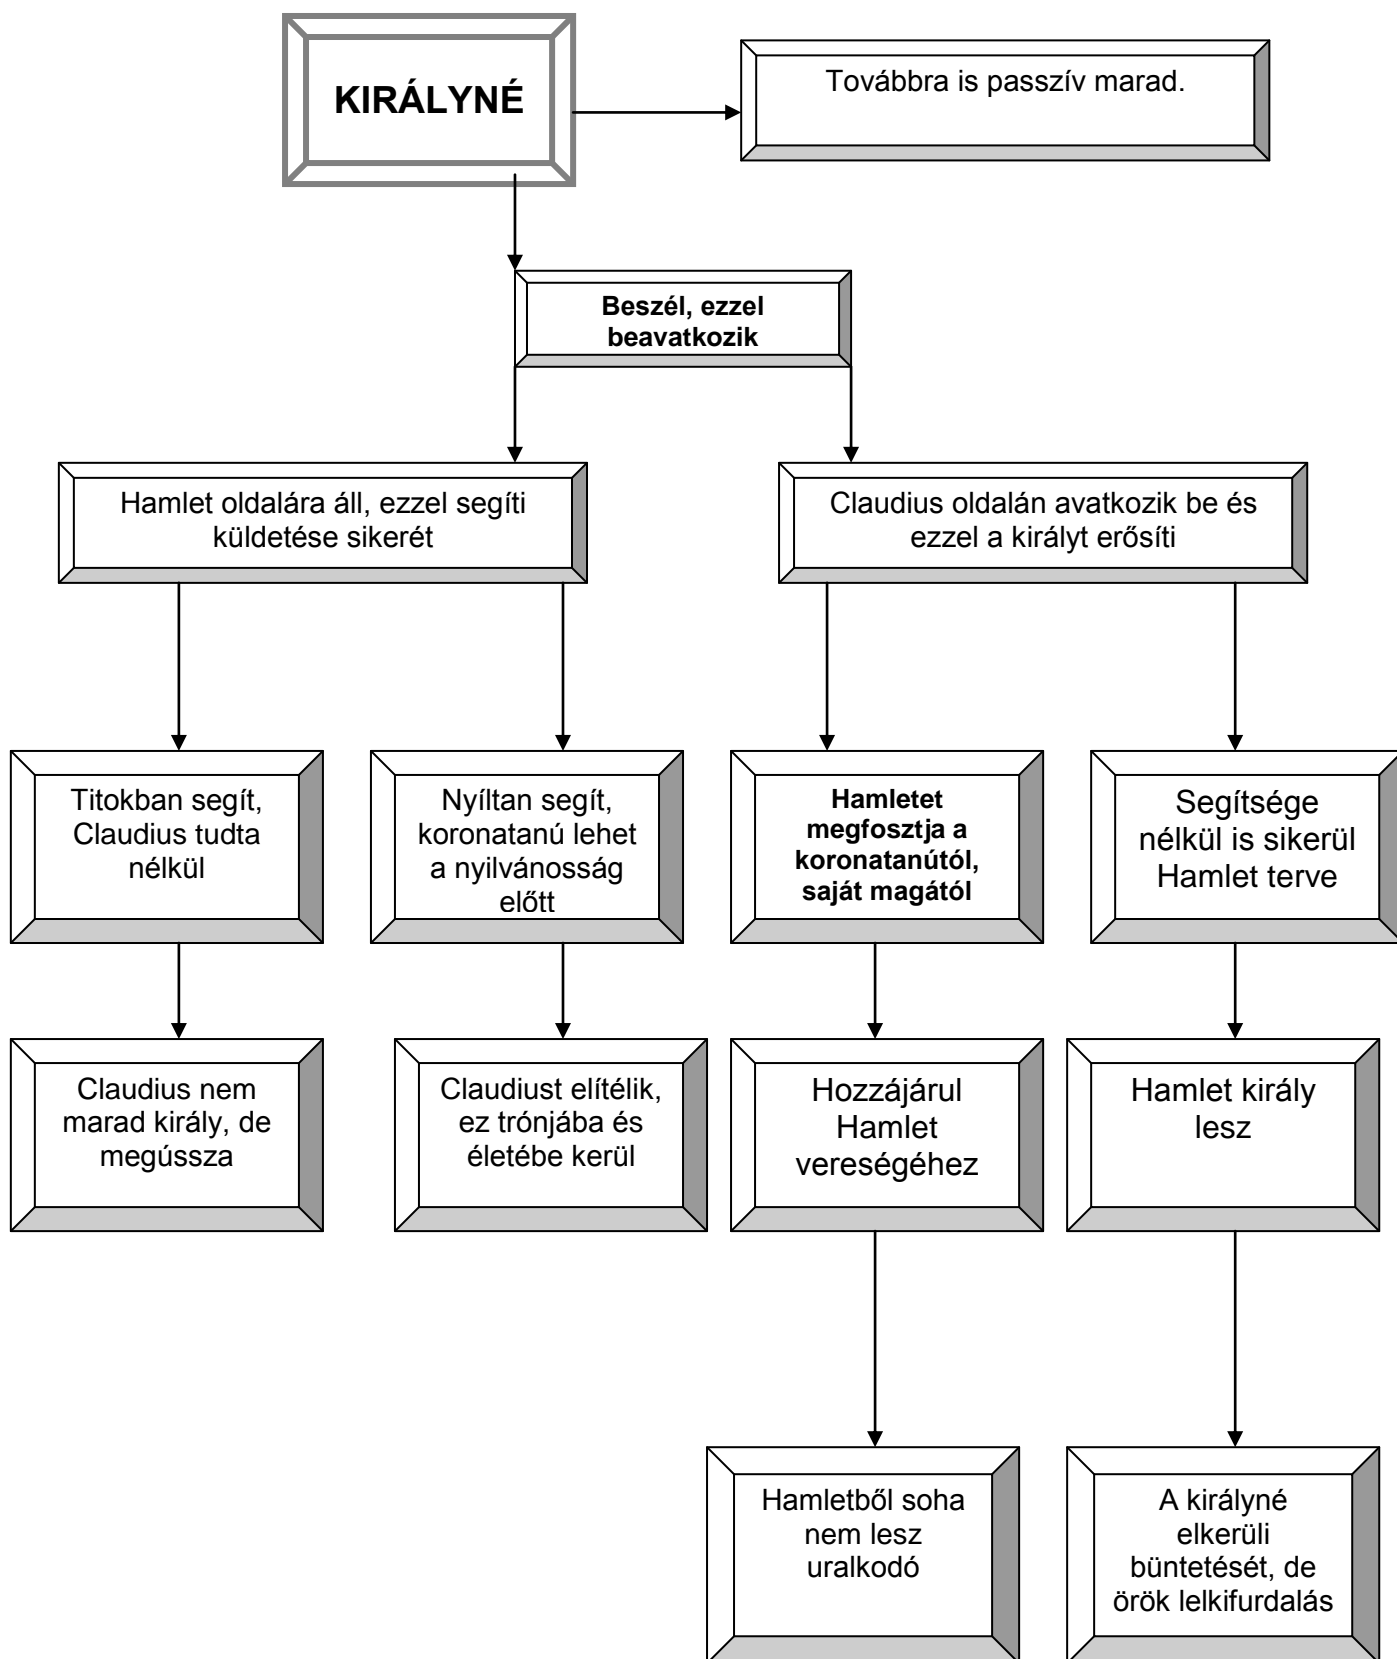 KIRÁLYNÉ
Továbbra is passzív marad.
Beszél, ezzel
beavatkozik
Hamlet oldalára áll, ezzel segíti
küldetése sikerét
Claudius oldalán avatkozik be és
ezzel a királyt erősíti
Titokban segít,
Claudius tudta
nélkül
Nyíltan segít,
koronatanú lehet
a nyilvánosság
előtt
Hamletet
megfosztja a
koronatanútól,
saját magától
Segítsége
nélkül is sikerül
Hamlet terve
Claudius nem
marad király, de
megússza
Claudiust elítélik,
ez trónjába és
életébe kerül
Hozzájárul
Hamlet
vereségéhez
Hamlet király
lesz
Hamletből soha
nem lesz
uralkodó
A királyné
elkerüli
büntetését, de
örök lelkifurdalás